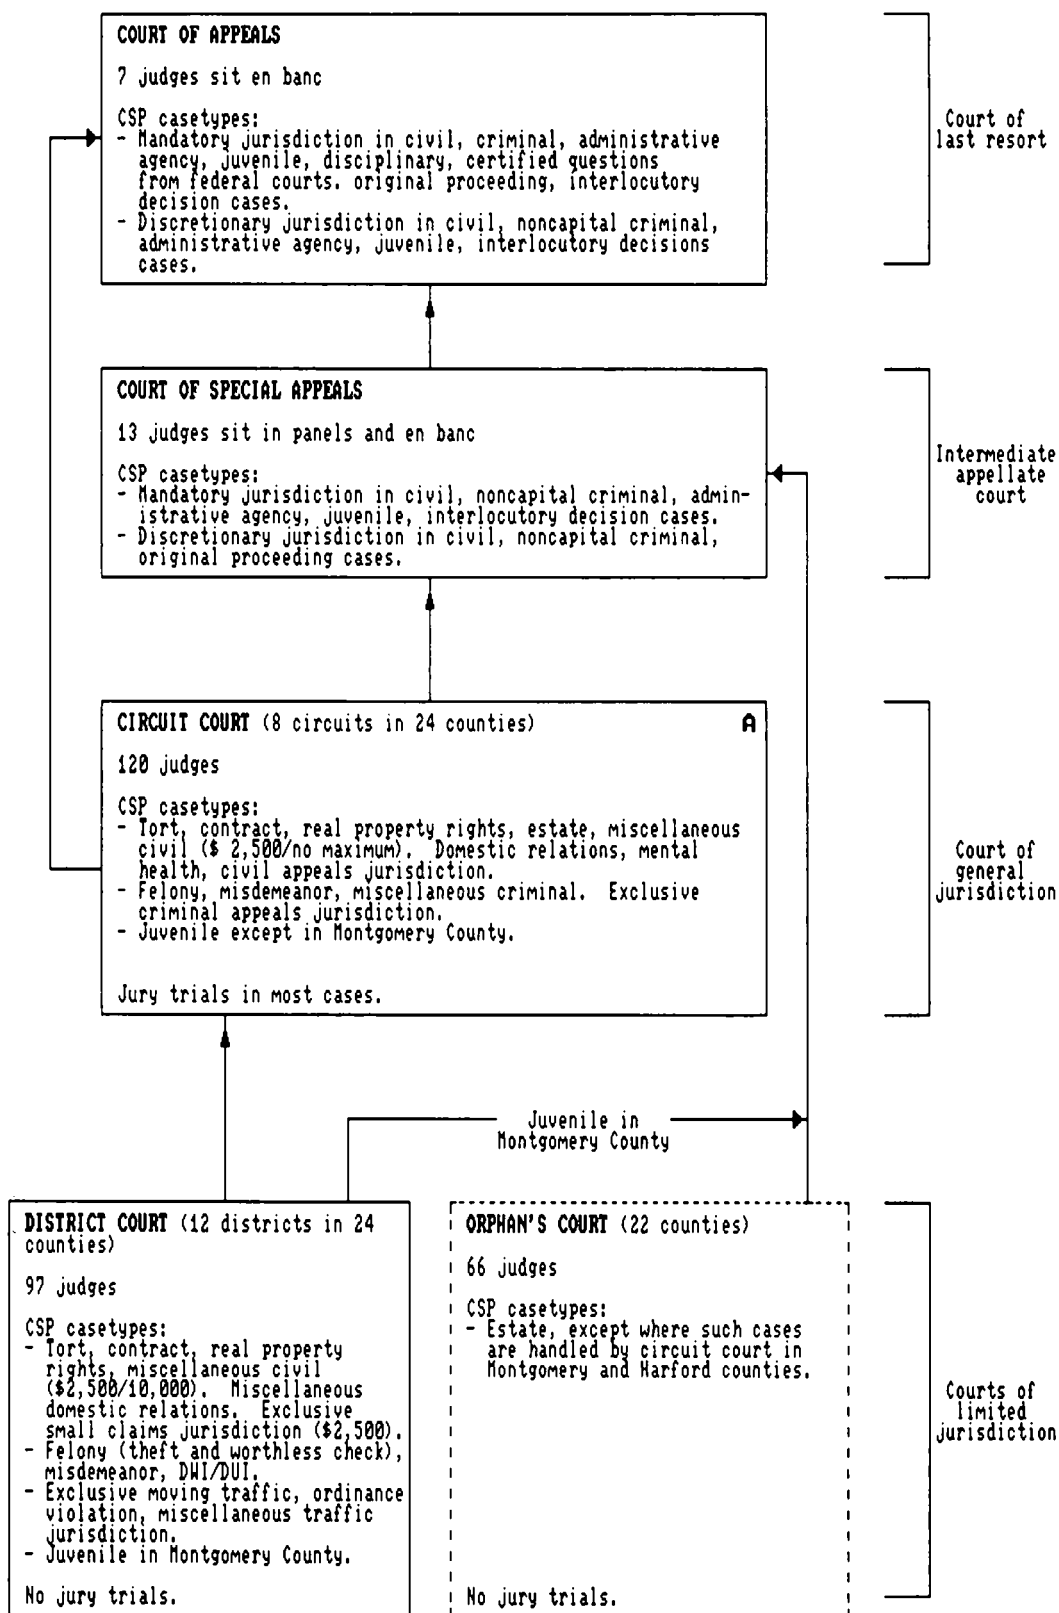 COURT OF APPEALS
7 judges sit en banc
CSP casetypes:
- Mandatory jurisdiction in civil, criminal, administrative
agency, juvenile, disciplinary, certified questions
from federal courts. original proceeding, interlocutory
decision cases.
- Discretionary jurisdiction in civil, noncapital criminal,
administrative agency, juvenile, interlocutory decisions
cases.
Court of
last resort
COURT OF SPECIAL APPEALS
13 judges sit in panels and en banc
CSP casetypes:
- Mandatory jurisdiction in civil, noncapital criminal, admin-
istrative agency, juvenile, interlocutory decision cases.
- Discretionary jurisdiction in civil, noncapital criminal,
original proceeding cases.
Intermediate
appellate
court
CIRCUIT COURT (8 circuits in 24 counties) A
120 judges
CSP casetypes:
- Tort, contract, real property rights, estate, miscellaneous
civil ($ 2,500/no maximum). Domestic relations, mental
health, civil appeals jurisdiction.
- Felony, misdemeanor, miscellaneous criminal. Exclusive
criminal appeals jurisdiction.
- Juvenile except in Montgomery County.
Jury trials in most cases.
Court of
general
jurisdiction
Juvenile in
Montgomery County
DISTRICT COURT (12 districts in 24
counties)
97 judges
CSP casetypes:
- Tort, contract, real property
rights, miscellaneous civil
($2,500/10,000). Miscellaneous
domestic relations. Exclusive
small claims jurisdiction ($2,500).
- Felony (theft and worthless check),
misdemeanor, DWI/DUI.
- Exclusive moving traffic, ordinance
violation, miscellaneous traffic
jurisdiction.
- Juvenile in Montgomery County.
No jury trials.
ORPHAN'S COURT (22 counties)
66 judges
CSP casetypes:
- Estate, except where such cases
are handled by circuit court in
Montgomery and Harford counties.
No jury trials.
Courts of
limited
jurisdiction